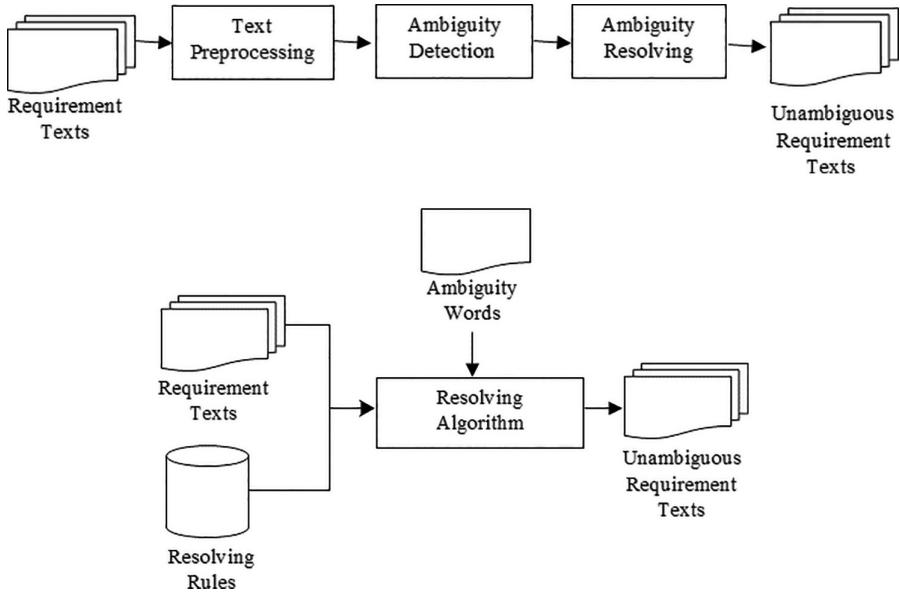 Requirement
Texts
Text
Preprocessing
Ambiguity
Detection
Ambiguity
Resolving
Unambiguous
Requirement
Texts
Ambiguity
Words
Requirement
Texts
Resolving
Rules
Resolving
Algorithm
Unambiguous
Requirement
Texts